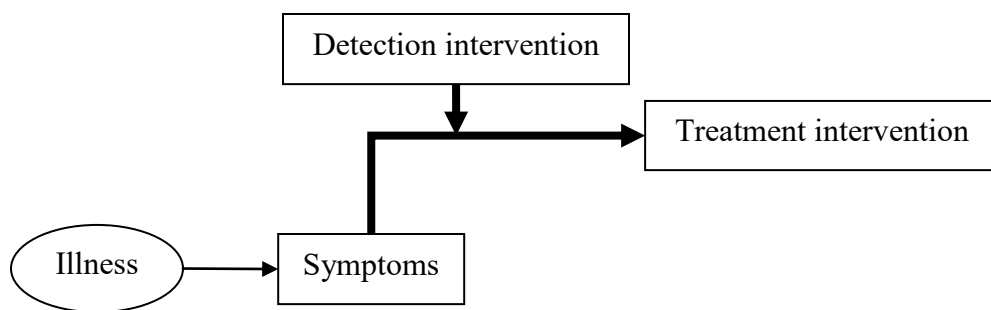 Detection intervention
Treatment intervention
Illness
Symptoms